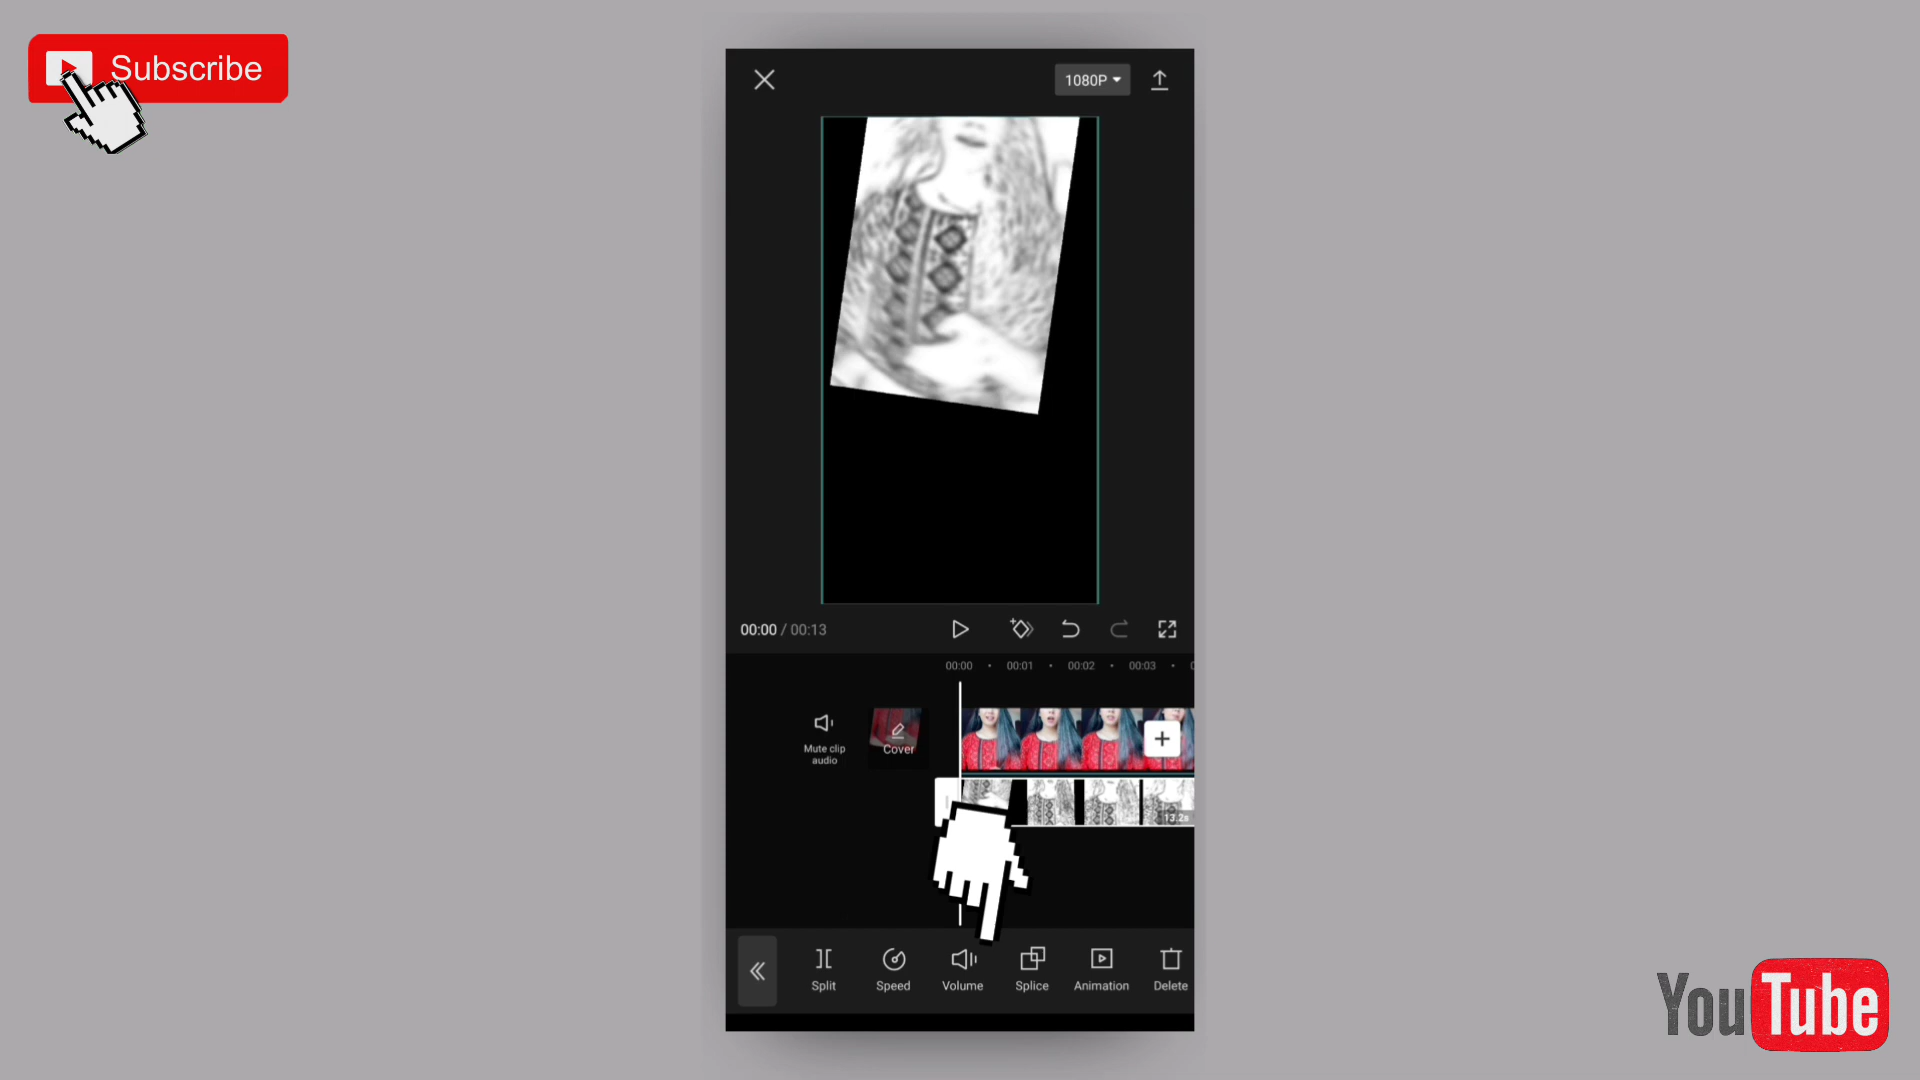 Subscribe
1080P
00:00 / 00:13
00:00 00:01 00:02 00:03
Mute clip
audio
Cover
13.2s
Split Speed Volume Splice Animation Delete
YouTube